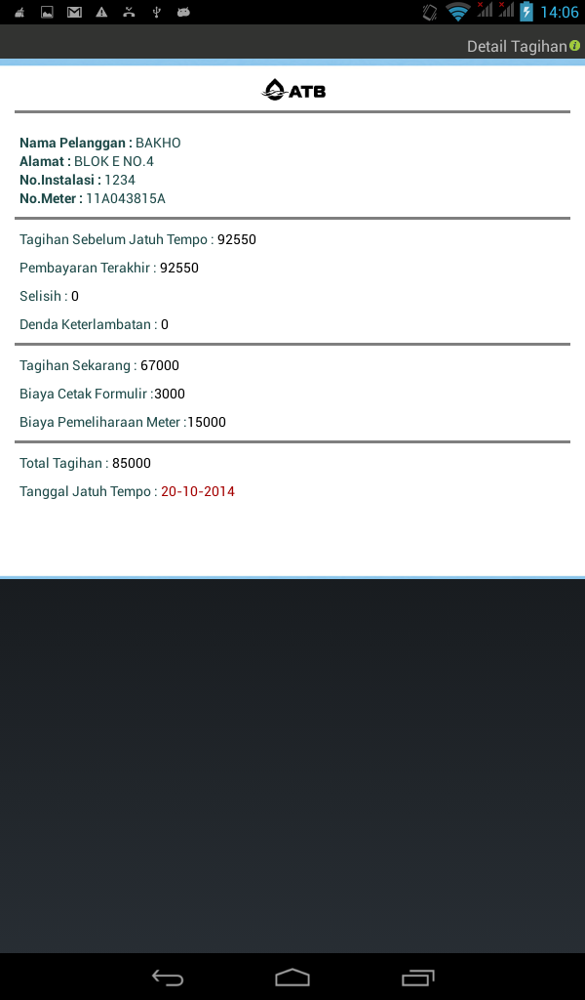 14:06
Detail Tagihan
ATB
Nama Pelanggan : BAKHO
Alamat : BLOK E NO.4
No.Instalasi : 1234
No.Meter : 11A043815A
Tagihan Sebelum Jatuh Tempo : 92550
Pembayaran Terakhir : 92550
Selisih : 0
Denda Keterlambatan : 0
Tagihan Sekarang : 67000
Biaya Cetak Formulir :3000
Biaya Pemeliharaan Meter :15000
Total Tagihan : 85000
Tanggal Jatuh Tempo : 20-10-2014